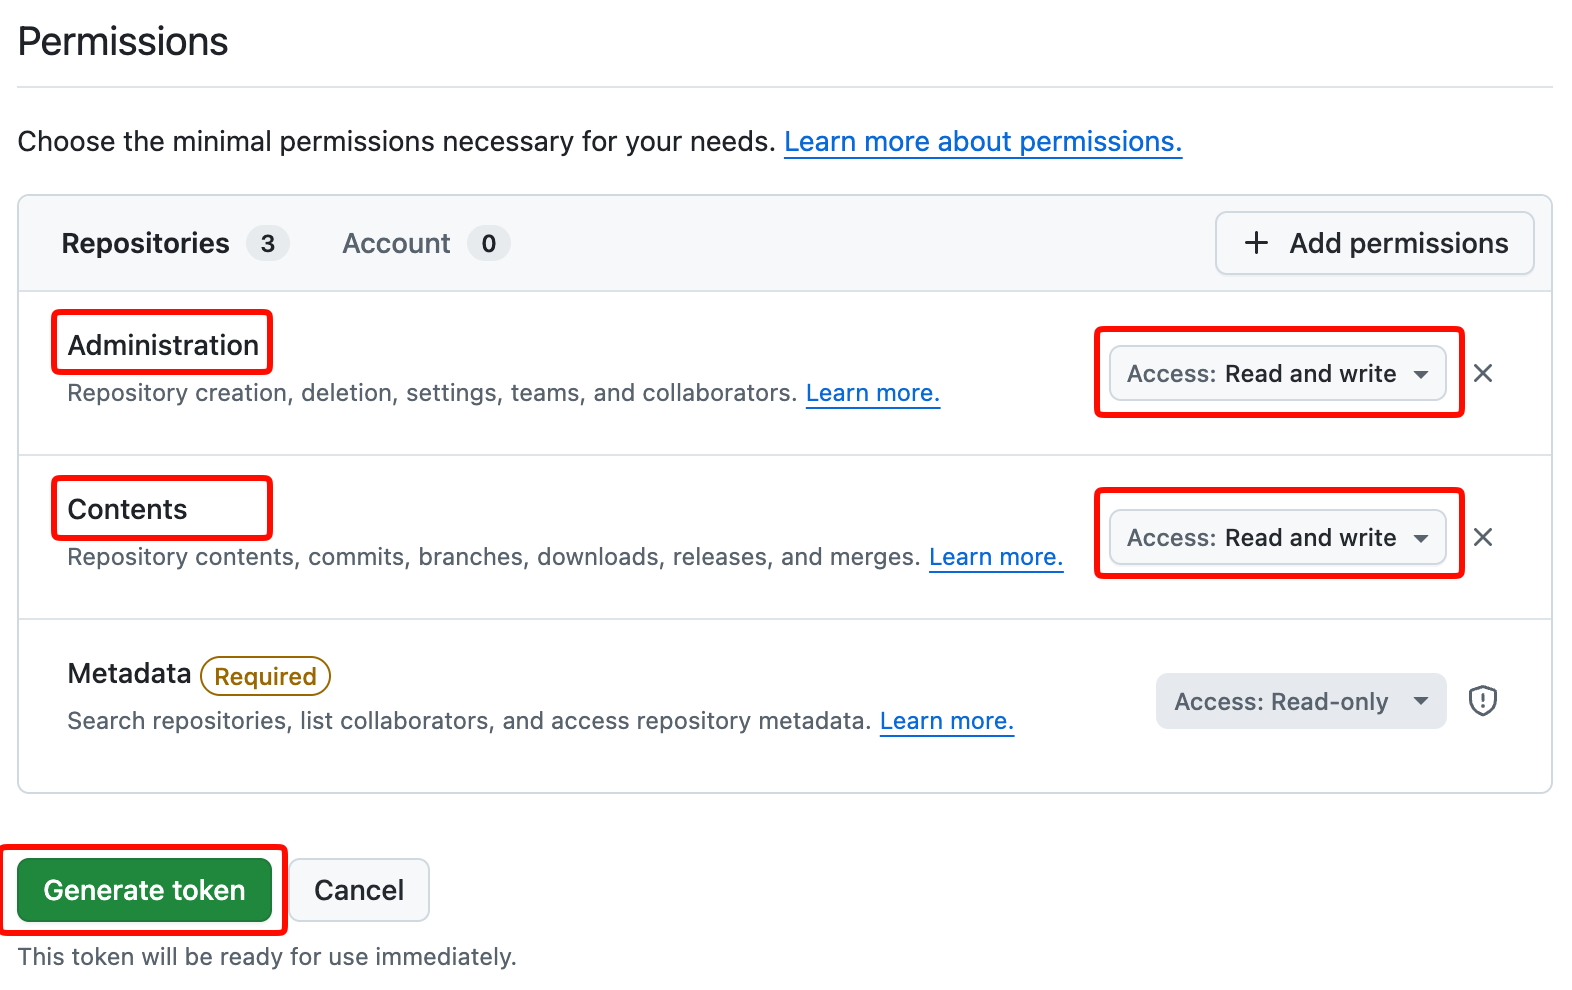 Permissions
Choose the minimal permissions necessary for your needs. Learn more about permissions.
Repositories 3 Account 0 Add permissions
Administration
Access: Read and write
Repository creation, deletion, settings, teams, and collaborators. Learn more.
Contents
Access: Read and write
Repository contents, commits, branches, downloads, releases, and merges. Learn more.
Metadata Required
Access: Read-only
Search repositories, list collaborators, and access repository metadata. Learn more.
Generate token Cancel
This token will be ready for use immediately.